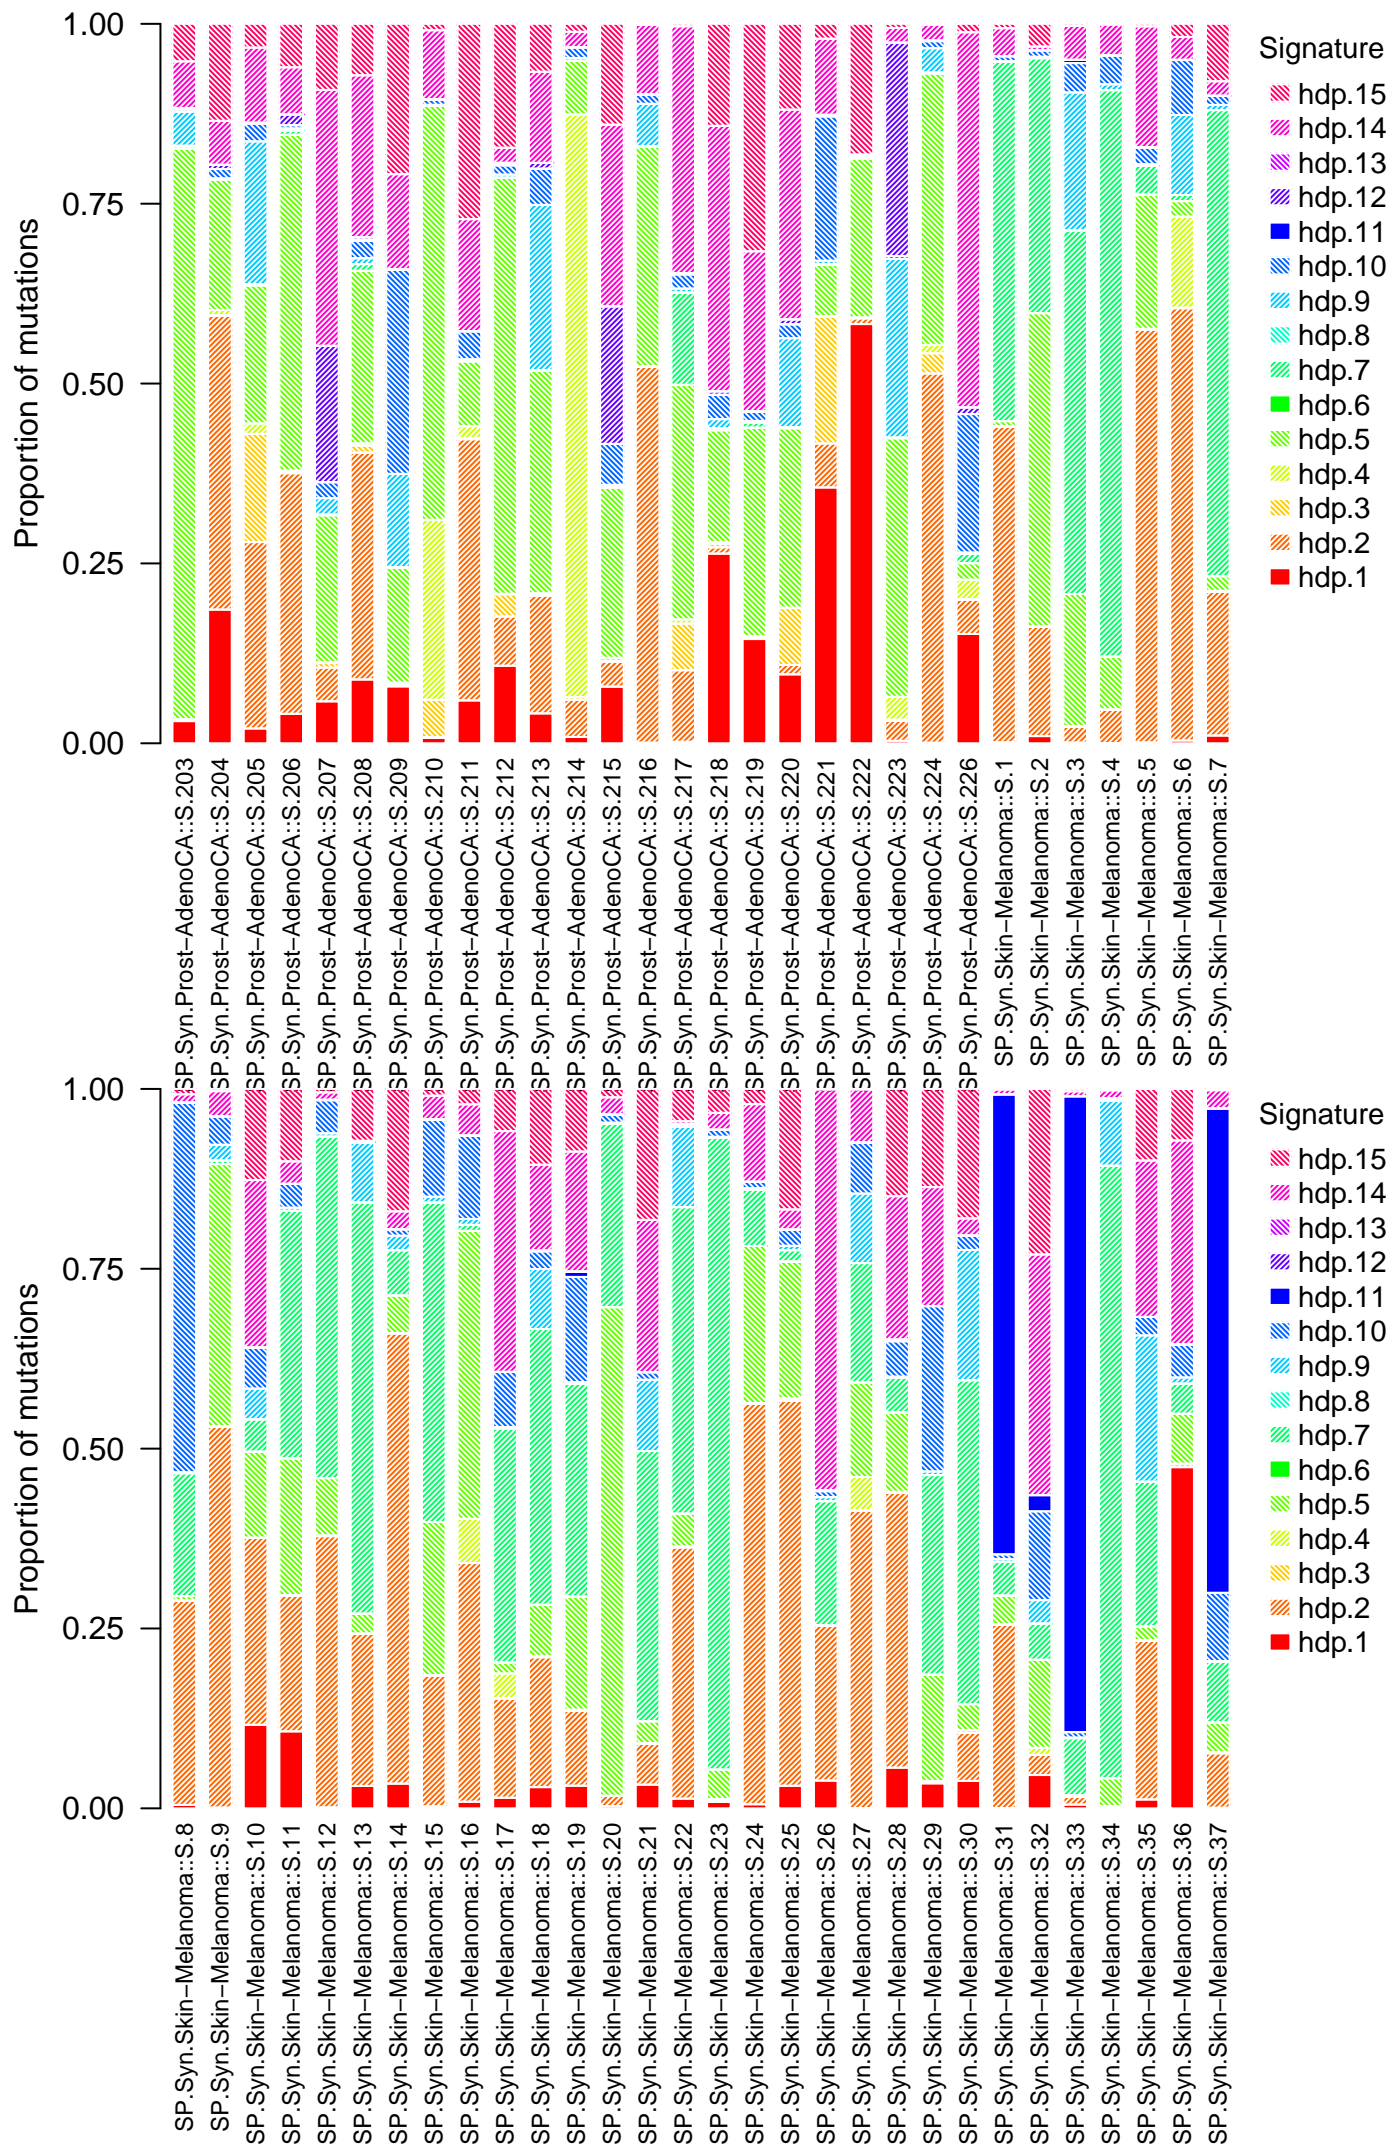 Proportion of mutations
1.00
0.75
0.50
0.25
0.00
SP.Syn.Prost−AdenoCA::S.203
SP.Syn.Prost−AdenoCA::S.204
SP.Syn.Prost−AdenoCA::S.205
SP.Syn.Prost−AdenoCA::S.206
SP.Syn.Prost−AdenoCA::S.207
SP.Syn.Prost−AdenoCA::S.208
SP.Syn.Prost−AdenoCA::S.209
SP.Syn.Prost−AdenoCA::S.210
SP.Syn.Prost−AdenoCA::S.211
SP.Syn.Prost−AdenoCA::S.212
SP.Syn.Prost−AdenoCA::S.213
SP.Syn.Prost−AdenoCA::S.214
SP.Syn.Prost−AdenoCA::S.215
SP.Syn.Prost−AdenoCA::S.216
SP.Syn.Prost−AdenoCA::S.217
SP.Syn.Prost−AdenoCA::S.218
SP.Syn.Prost−AdenoCA::S.219
SP.Syn.Prost−AdenoCA::S.220
SP.Syn.Prost−AdenoCA::S.221
SP.Syn.Prost−AdenoCA::S.222
SP.Syn.Prost−AdenoCA::S.223
SP.Syn.Prost−AdenoCA::S.224
SP.Syn.Prost−AdenoCA::S.226
SP.Syn.Skin−Melanoma::S.1
SP.Syn.Skin−Melanoma::S.2
SP.Syn.Skin−Melanoma::S.3
SP.Syn.Skin−Melanoma::S.4
SP.Syn.Skin−Melanoma::S.5
SP.Syn.Skin−Melanoma::S.6
SP.Syn.Skin−Melanoma::S.7
Signature
hdp.15
hdp.14
hdp.13
hdp.12
hdp.11
hdp.10
hdp.9
hdp.8
hdp.7
hdp.6
hdp.5
hdp.4
hdp.3
hdp.2
hdp.1
Proportion of mutations
1.00
0.75
0.50
0.25
0.00
SP.Syn.Skin−Melanoma::S.8
SP.Syn.Skin−Melanoma::S.9
SP.Syn.Skin−Melanoma::S.10
SP.Syn.Skin−Melanoma::S.11
SP.Syn.Skin−Melanoma::S.12
SP.Syn.Skin−Melanoma::S.13
SP.Syn.Skin−Melanoma::S.14
SP.Syn.Skin−Melanoma::S.15
SP.Syn.Skin−Melanoma::S.16
SP.Syn.Skin−Melanoma::S.17
SP.Syn.Skin−Melanoma::S.18
SP.Syn.Skin−Melanoma::S.19
SP.Syn.Skin−Melanoma::S.20
SP.Syn.Skin−Melanoma::S.21
SP.Syn.Skin−Melanoma::S.22
SP.Syn.Skin−Melanoma::S.23
SP.Syn.Skin−Melanoma::S.24
SP.Syn.Skin−Melanoma::S.25
SP.Syn.Skin−Melanoma::S.26
SP.Syn.Skin−Melanoma::S.27
SP.Syn.Skin−Melanoma::S.28
SP.Syn.Skin−Melanoma::S.29
SP.Syn.Skin−Melanoma::S.30
SP.Syn.Skin−Melanoma::S.31
SP.Syn.Skin−Melanoma::S.32
SP.Syn.Skin−Melanoma::S.33
SP.Syn.Skin−Melanoma::S.34
SP.Syn.Skin−Melanoma::S.35
SP.Syn.Skin−Melanoma::S.36
SP.Syn.Skin−Melanoma::S.37
Signature
hdp.15
hdp.14
hdp.13
hdp.12
hdp.11
hdp.10
hdp.9
hdp.8
hdp.7
hdp.6
hdp.5
hdp.4
hdp.3
hdp.2
hdp.1